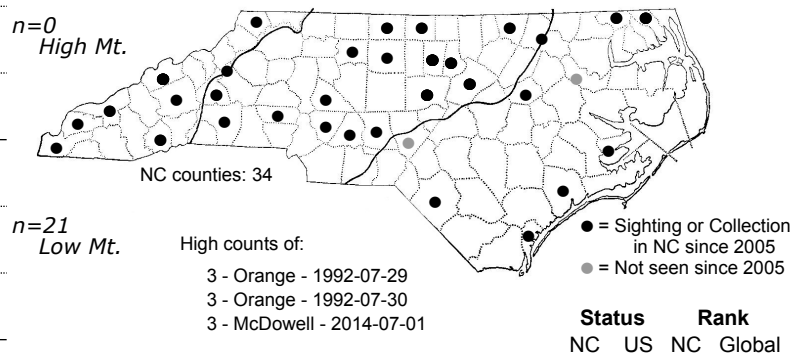 n=0
High Mt.
NC counties: 34
n=21
Low Mt.
High counts of:
3 - Orange - 1992-07-29
3 - Orange - 1992-07-30
3 - McDowell - 2014-07-01
= Sighting or Collection
in NC since 2005
= Not seen since 2005
Status Rank
NC US NC Global